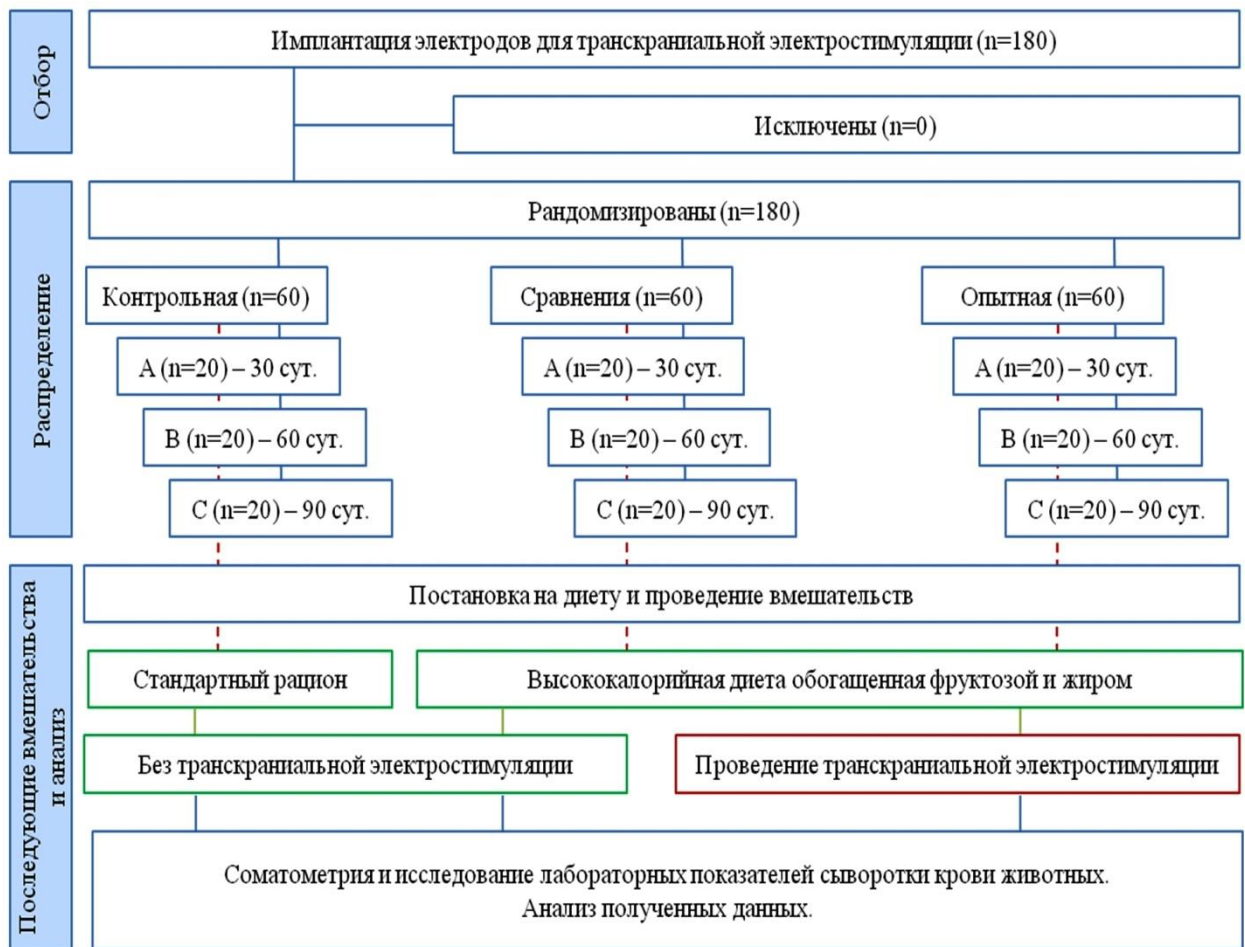 Отбор
Имплантация электродов для транскраниальной электростимуляции (n=180)
Исключены (n=0)
Распределение
Рандомизированы (n=180)
Контрольная (n=60)
Сравнения (n=60)
Опытная (n=60)
A (n=20) – 30 сут.
A (n=20) – 30 сут.
A (n=20) – 30 сут.
B (n=20) – 60 сут.
B (n=20) – 60 сут.
B (n=20) – 60 сут.
C (n=20) – 90 сут.
C (n=20) – 90 сут.
C (n=20) – 90 сут.
Последующие вмешательства
и анализ
Постановка на диету и проведение вмешательств
Стандартный рацион
Высококалорийная диета обогащенная фруктозой и жиром
Без транскраниальной электростимуляции
Проведение транскраниальной электростимуляции
Соматометрия и исследование лабораторных показателей сыворотки крови животных.
Анализ полученных данных.